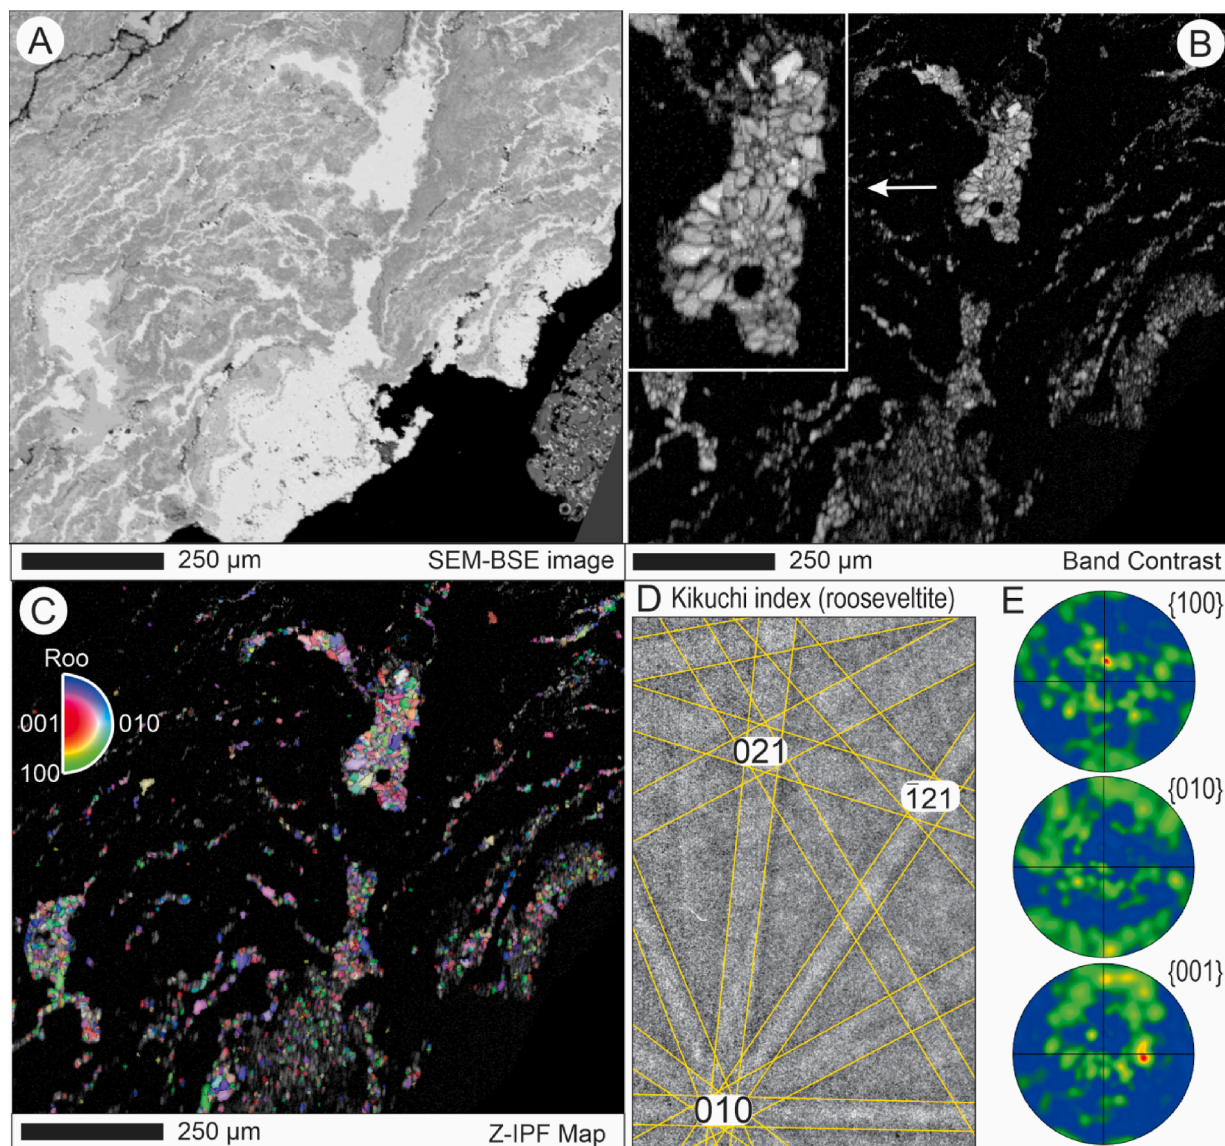 A
B
250 µm SEM-BSE image
250 µm Band Contrast
C
Roo
001 010
100
250 µm Z-IPF Map
D Kikuchi index (rooseveltite)
021
1̄21
010
E
{100}
{010}
{001}